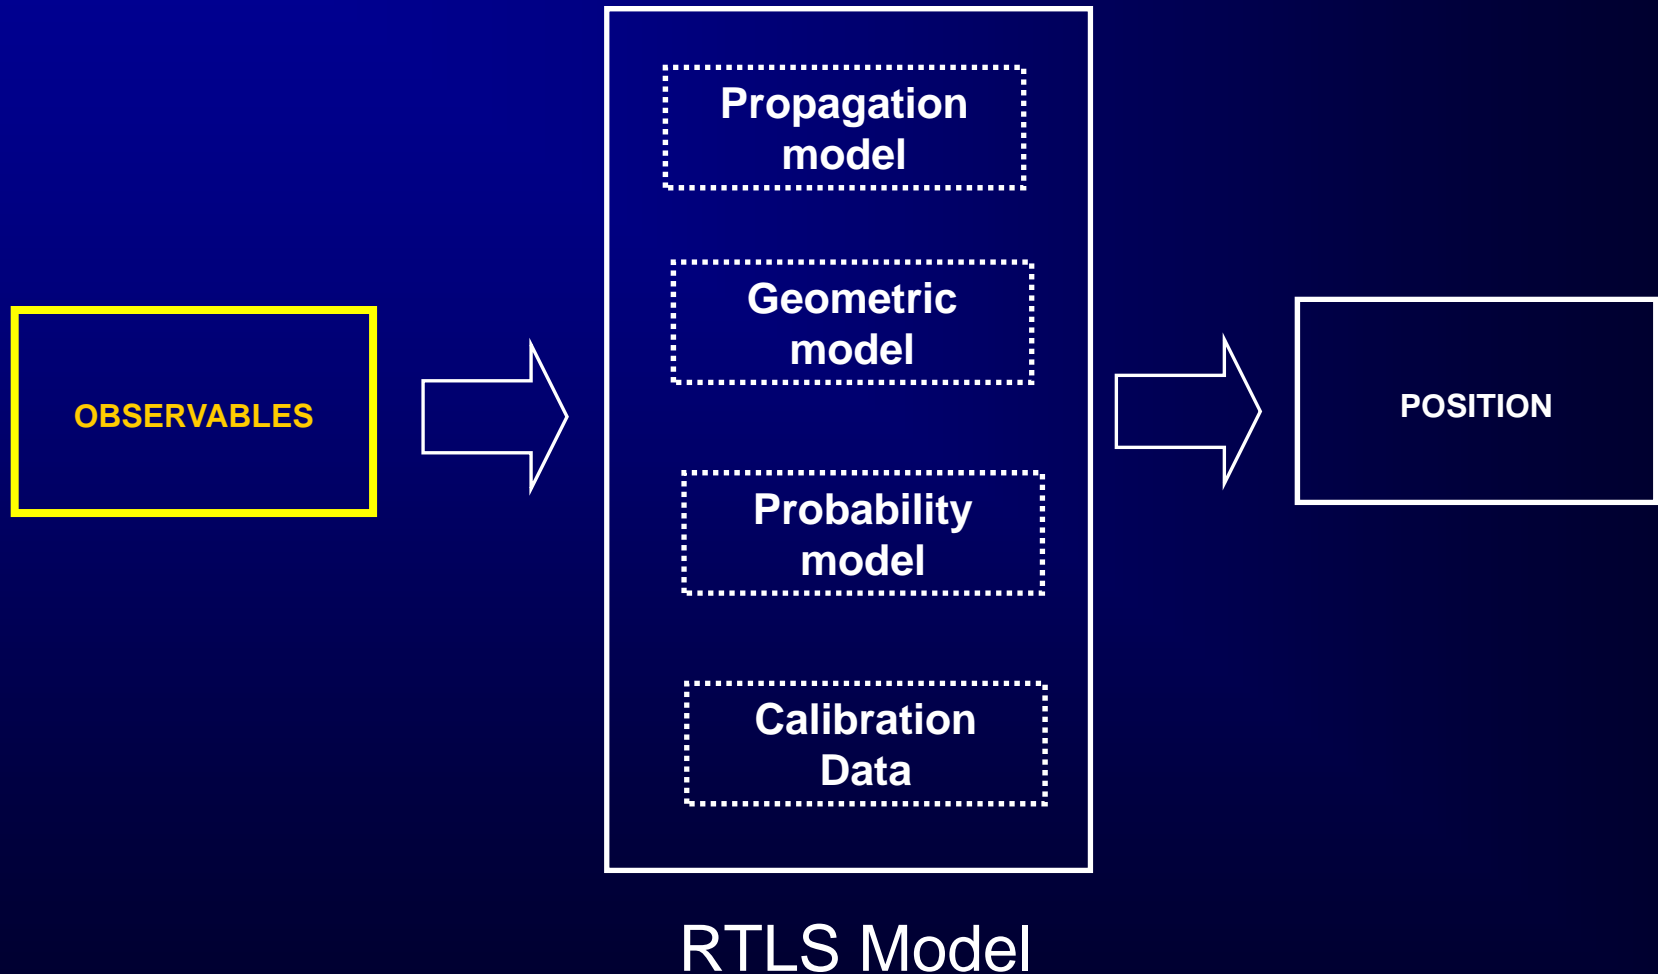 OBSERVABLES
Propagation
model
Geometric
model
Probability
model
Calibration
Data
POSITION
RTLS Model